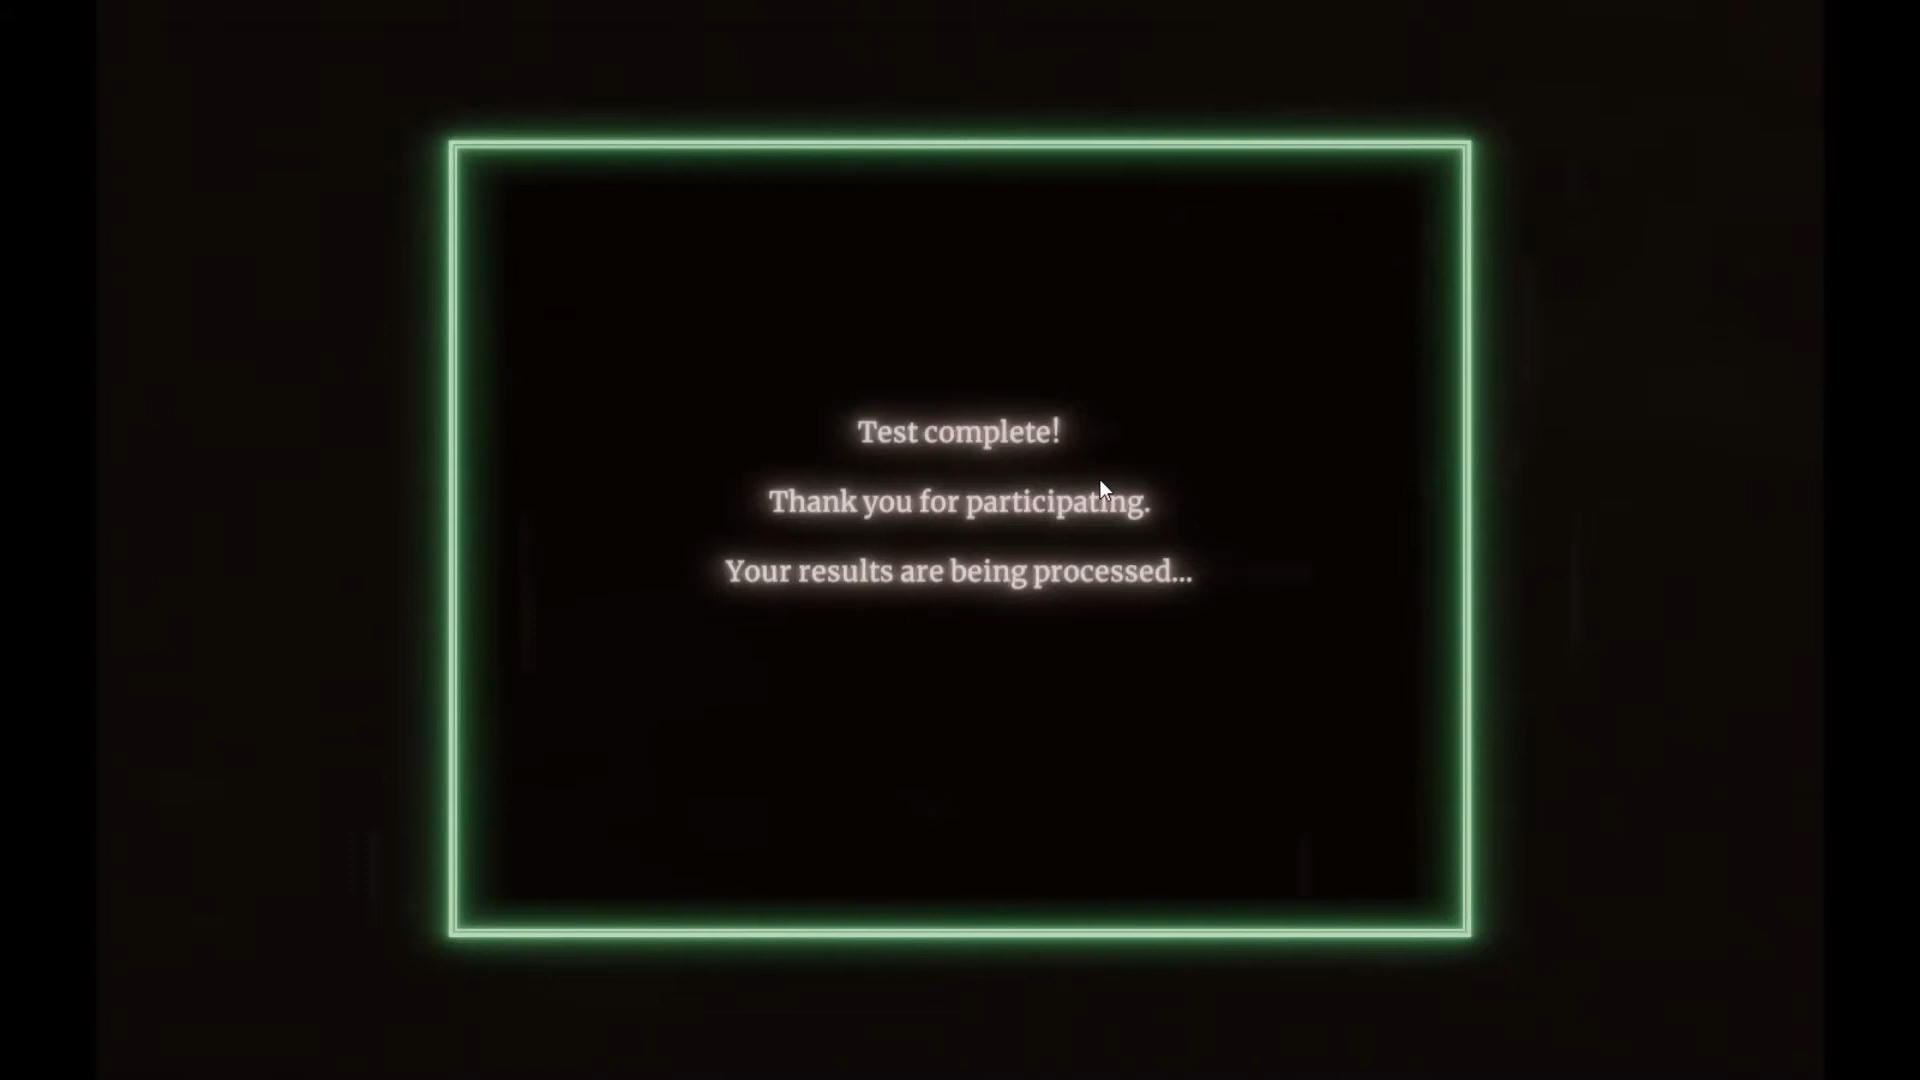 Test complete!
Thank you for participating.
Your results are being processed...